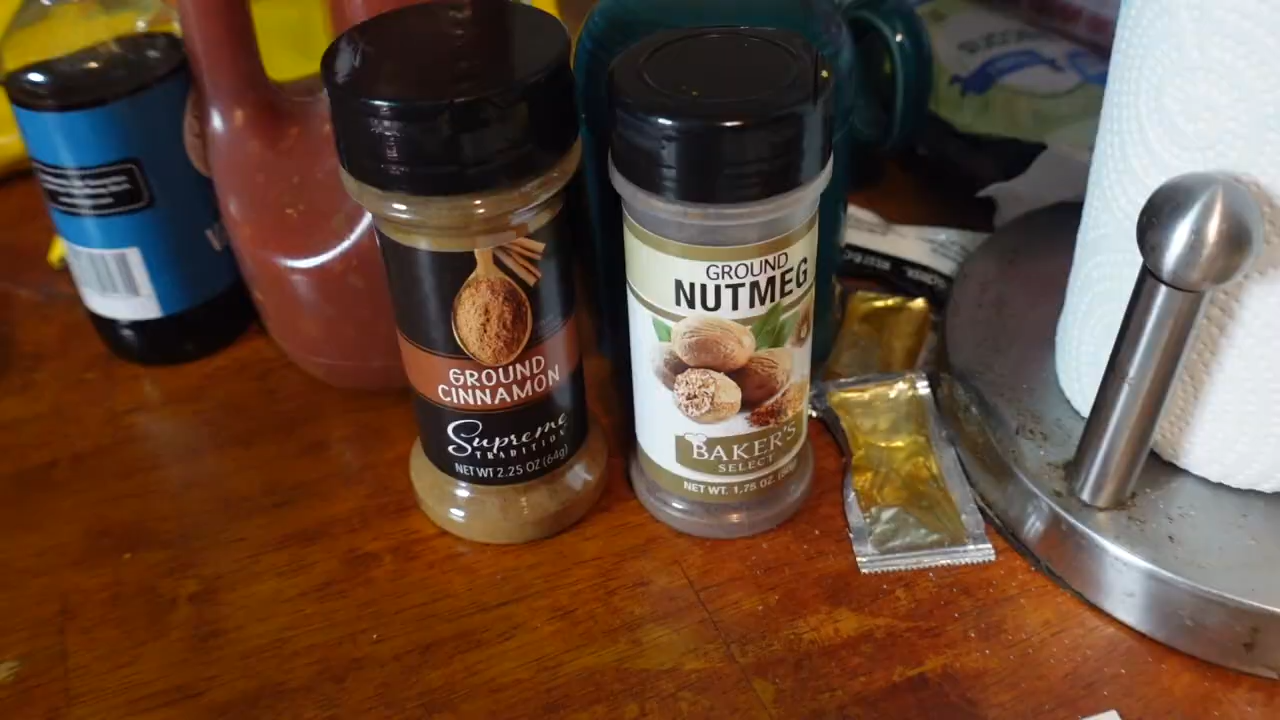 GROUND
CINNAMON
Supreme
TRADITION
NET WT 2.25 OZ (64g)
GROUND
NUTMEG
BAKER'S
SELECT
NET WT. 1.75 OZ.